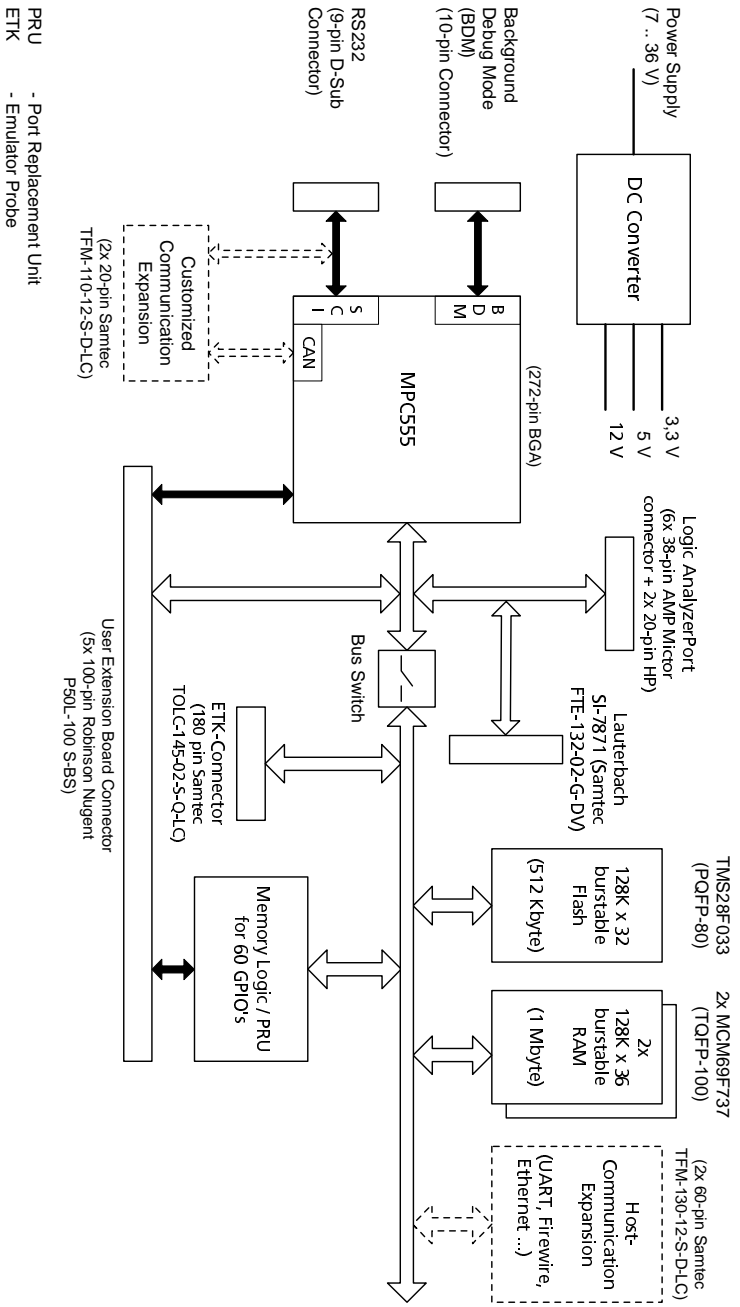 Power Supply
(7 .. 36 V)
DC Converter
3,3 V
5 V
12 V
Logic AnalyzerPort
(6x 38-pin AMP Mictor
connector + 2x 20-pin HP)
Lauterbach
SI-7871 (Samtec
FTE-132-02-G-DV)
TMS28F033
(PQFP-80)
128K x 32
burstable
Flash
(512 Kbyte)
2x MCM69F737
(TQFP-100)
2x
128K x 36
burstable
RAM
(1 Mbyte)
(2x 60-pin Samtec
TFM-130-12-S-D-LC)
Host-
Communication
Expansion
(UART, Firewire,
Ethernet ...)
Background
Debug Mode
(BDM)
(10-pin Connector)
(272-pin BGA)
B
D
M
MPC555
RS232
(9-pin D-Sub
Connector)
S
C
I
CAN
Bus Switch
Customized
Communication
Expansion
(2x 20-pin Samtec
TFM-110-12-S-D-LC)
ETK-Connector
(180 pin Samtec
TOLC-145-02-S-Q-LC)
Memory Logic / PRU
for 60 GPIO's
User Extension Board Connector
(5x 100-pin Robinson Nugent
P50L-100 S-BS)
PRU - Port Replacement Unit
ETK - Emulator Probe